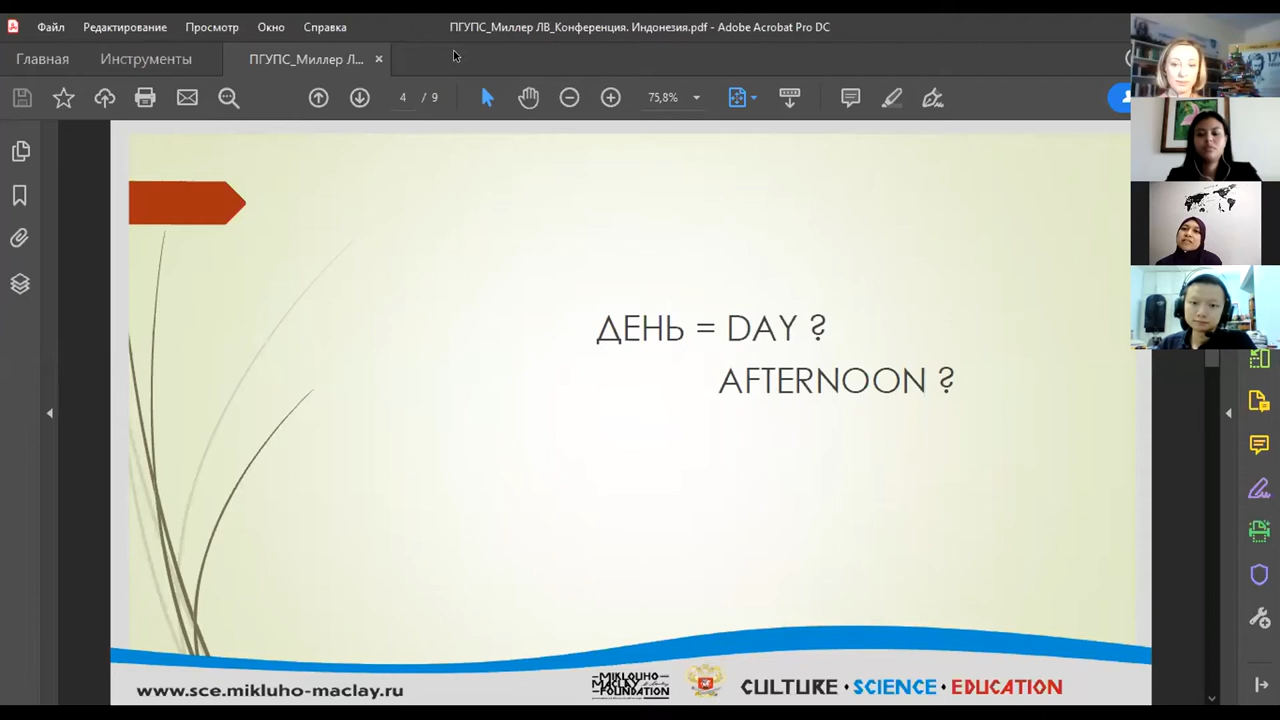 ПГУПС_Миллер ЛВ_Конференция. Индонезия.pdf - Adobe Acrobat Pro DC
Файл Редактирование Просмотр Окно Справка
Главная Инструменты ПГУПС_Миллер Л... ×
4 / 9 75,8%
ДЕНЬ = DAY ?
AFTERNOON ?
www.sce.mikluho-maclay.ru
MIKLOUHO
MACLAY
FOUNDATION
CULTURE · SCIENCE · EDUCATION